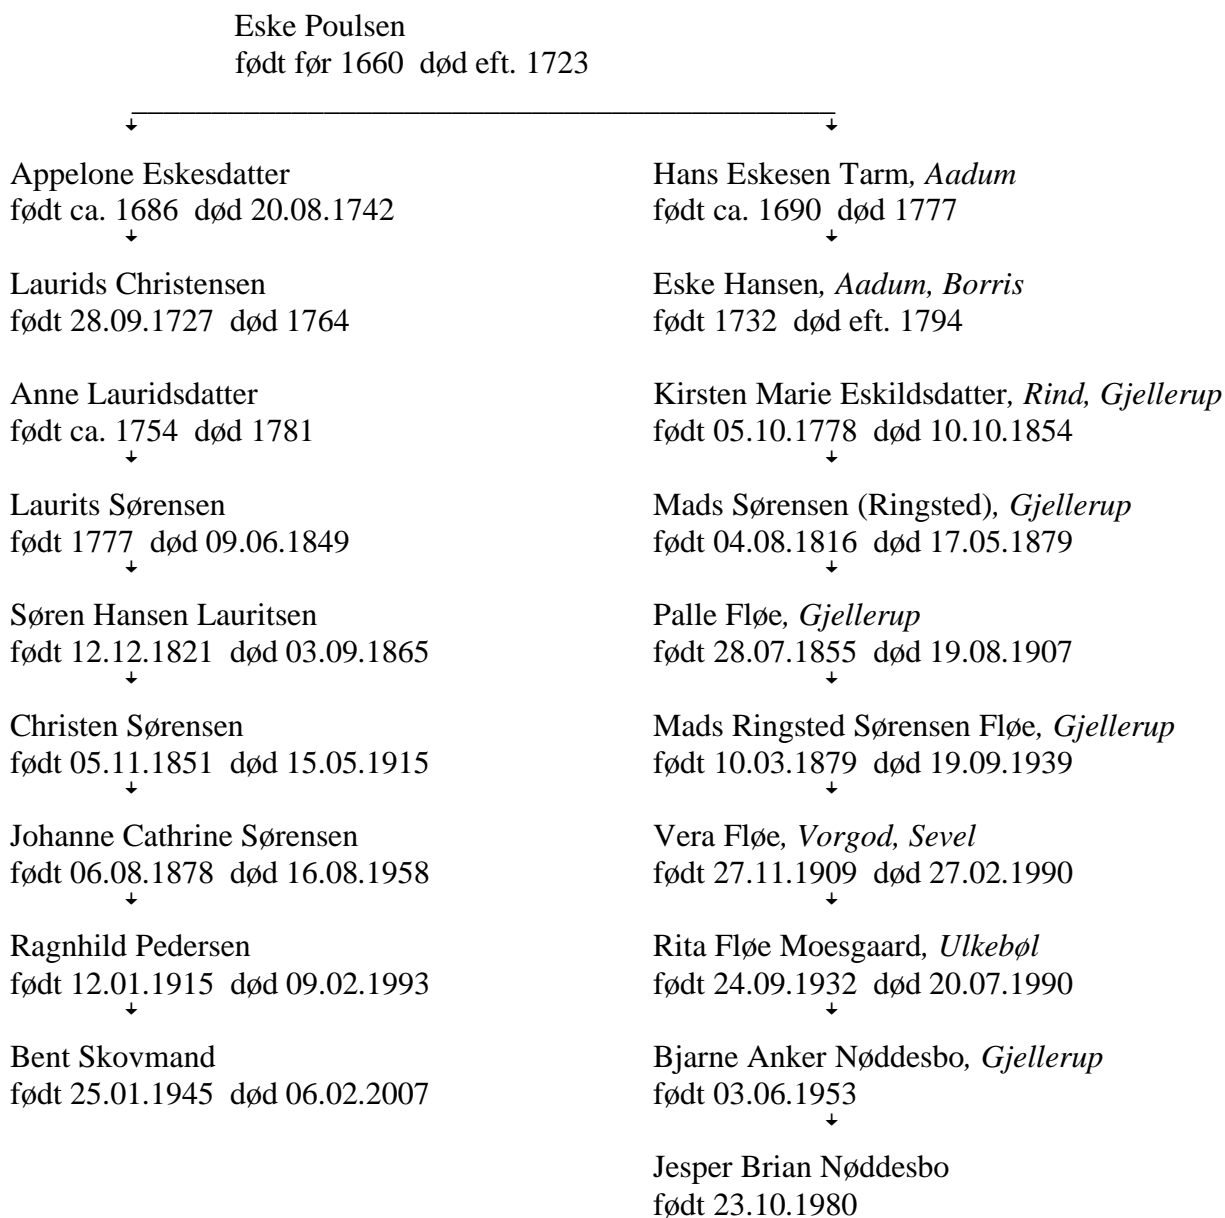 Eske Poulsen
født før 1660 død eft. 1723
Appelone Eskesdatter
født ca. 1686 død 20.08.1742
Laurids Christensen
født 28.09.1727 død 1764
Anne Lauridsdatter
født ca. 1754 død 1781
Laurits Sørensen
født 1777 død 09.06.1849
Søren Hansen Lauritsen
født 12.12.1821 død 03.09.1865
Christen Sørensen
født 05.11.1851 død 15.05.1915
Johanne Cathrine Sørensen
født 06.08.1878 død 16.08.1958
Ragnhild Pedersen
født 12.01.1915 død 09.02.1993
Bent Skovmand
født 25.01.1945 død 06.02.2007
Hans Eskesen Tarm, Aadum
født ca. 1690 død 1777
Eske Hansen, Aadum, Borris
født 1732 død eft. 1794
Kirsten Marie Eskildsdatter, Rind, Gjellerup
født 05.10.1778 død 10.10.1854
Mads Sørensen (Ringsted), Gjellerup
født 04.08.1816 død 17.05.1879
Palle Fløe, Gjellerup
født 28.07.1855 død 19.08.1907
Mads Ringsted Sørensen Fløe, Gjellerup
født 10.03.1879 død 19.09.1939
Vera Fløe, Vorgod, Sevel
født 27.11.1909 død 27.02.1990
Rita Fløe Moesgaard, Ulkebøl
født 24.09.1932 død 20.07.1990
Bjarne Anker Nøddesbo, Gjellerup
født 03.06.1953
Jesper Brian Nøddesbo
født 23.10.1980